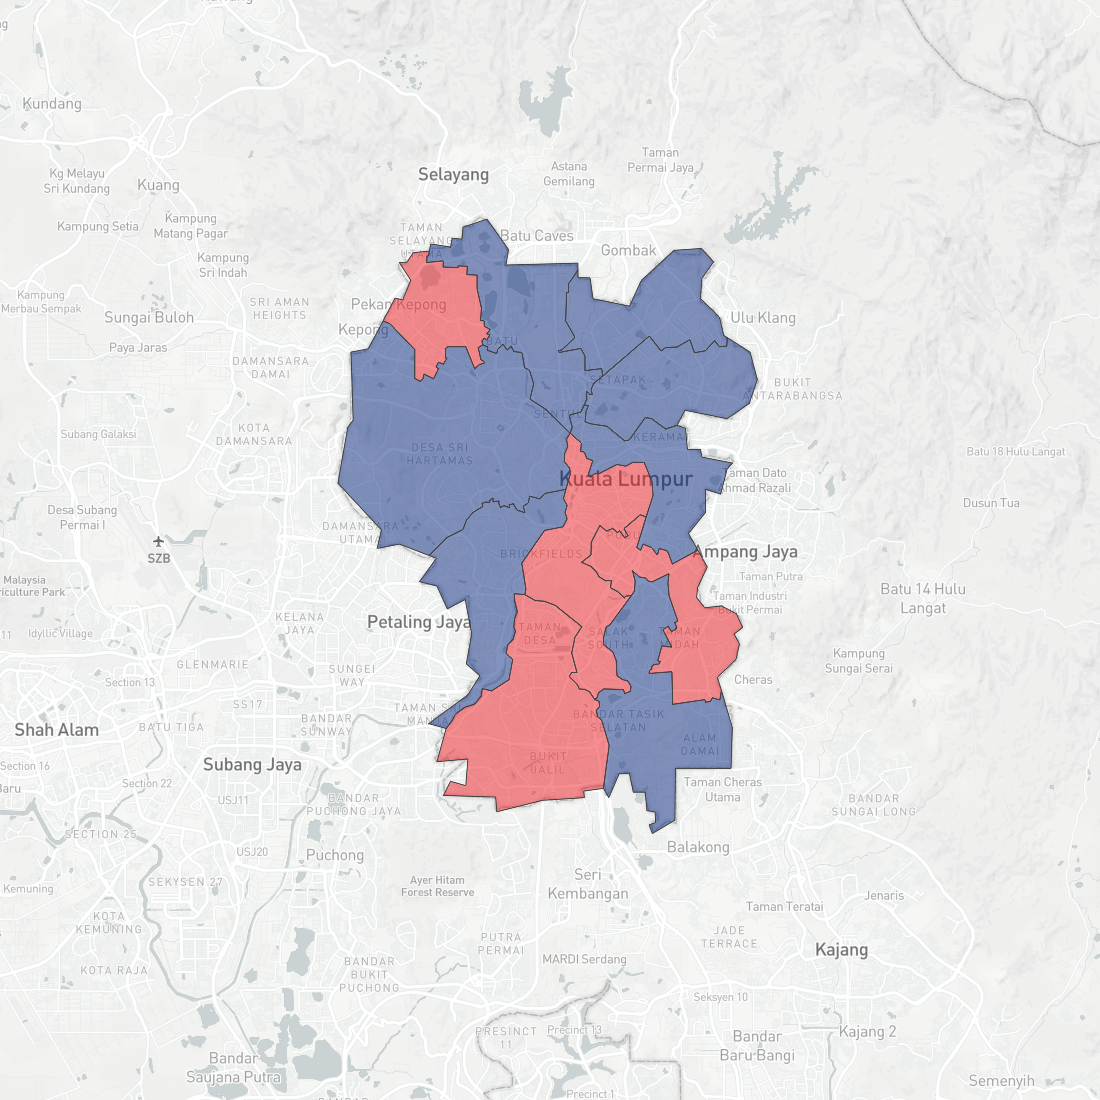 Kundang
Kg Melayu
Sri Kundang
Kuang
Selayang
Astana
Gemilang
Taman
Permai Jaya
Kampung Setia
Kampung
Matang Pagar
TAMAN
SELAYANG
Batu Caves
Gombak
Kampung
Sri Indah
Kampung
Merbau Sempak
Sungai Buloh
SRI AMAN
HEIGHTS
Pekan Kepong
Kepong
Ulu Klang
Paya Jaras
BATU
DAMANSARA
DAMAI
SETAPAK
BUKIT
ANTARABANGSA
SENTUL
KOTA
DAMANSARA
Subang Galaksi
DESA SRI
HARTAMAS
KERAMAT
Batu 18 Hulu Langat
Kuala Lumpur
Taman Dato
Ahmad Razali
Dusun Tua
Desa Subang
Permai I
DAMANSARA
UTAMA
SZB
BRICKFIELDS
Ampang Jaya
Malaysia
Taman Putra
Taman Industri
Bukit Permai
Batu 14 Hulu
Langat
Idyllic Village
KELANA
JAYA
Petaling Jaya
TAMAN
DESA
SALAK
SOUTH
GLENMARIE
SUNGEI
WAY
Kampung
Sungai Serai
Section 13
Cheras
SS17
Shah Alam
BATU TIGA
BANDAR
SUNWAY
BANDAR TASIK
SELATAN
ALAM
DAMAI
Section 16
Subang Jaya
BUKIT
JALIL
Section 22
Taman Cheras
Utama
USJ11
BANDAR
PUCHONG JAYA
BANDAR
SUNGAI LONG
SECTION 25
USJ20
Puchong
Balakong
SEKSYEN 27
Ayer Hitam
Forest Reserve
Seri
Kembangan
Kemuning
Jenaris
Taman Teratai
KOTA
KEMUNING
PUTRA
PERMAI
JADE
TERRACE
Kajang
MARDI Serdang
KOTA RAJA
BANDAR
BUKIT
PUCHONG
Seksyen 10
PRESINCT
11
Precinct 13
Kajang 2
Bandar
Saujana Putra
Bandar
Baru Bangi
Semenyih
Precinct 1